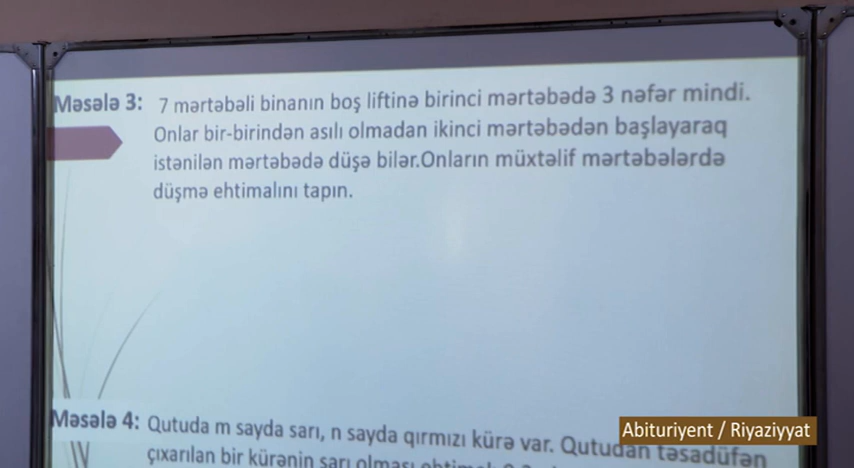 Məsələ 3: 7 mərtəbəli binanın boş liftinə birinci mərtəbədə 3 nəfər mindi.
Onlar bir-birindən asılı olmadan ikinci mərtəbədən başlayaraq
istənilən mərtəbədə düşə bilər.Onların müxtəlif mərtəbələrdə
düşmə ehtimalını tapın.
Məsələ 4: Qutuda m sayda sarı, n sayda qırmızı kürə var. Qutudan təsadüfən
çıxarılan bir kürənin sarı olması
Abituriyent / Riyaziyyat